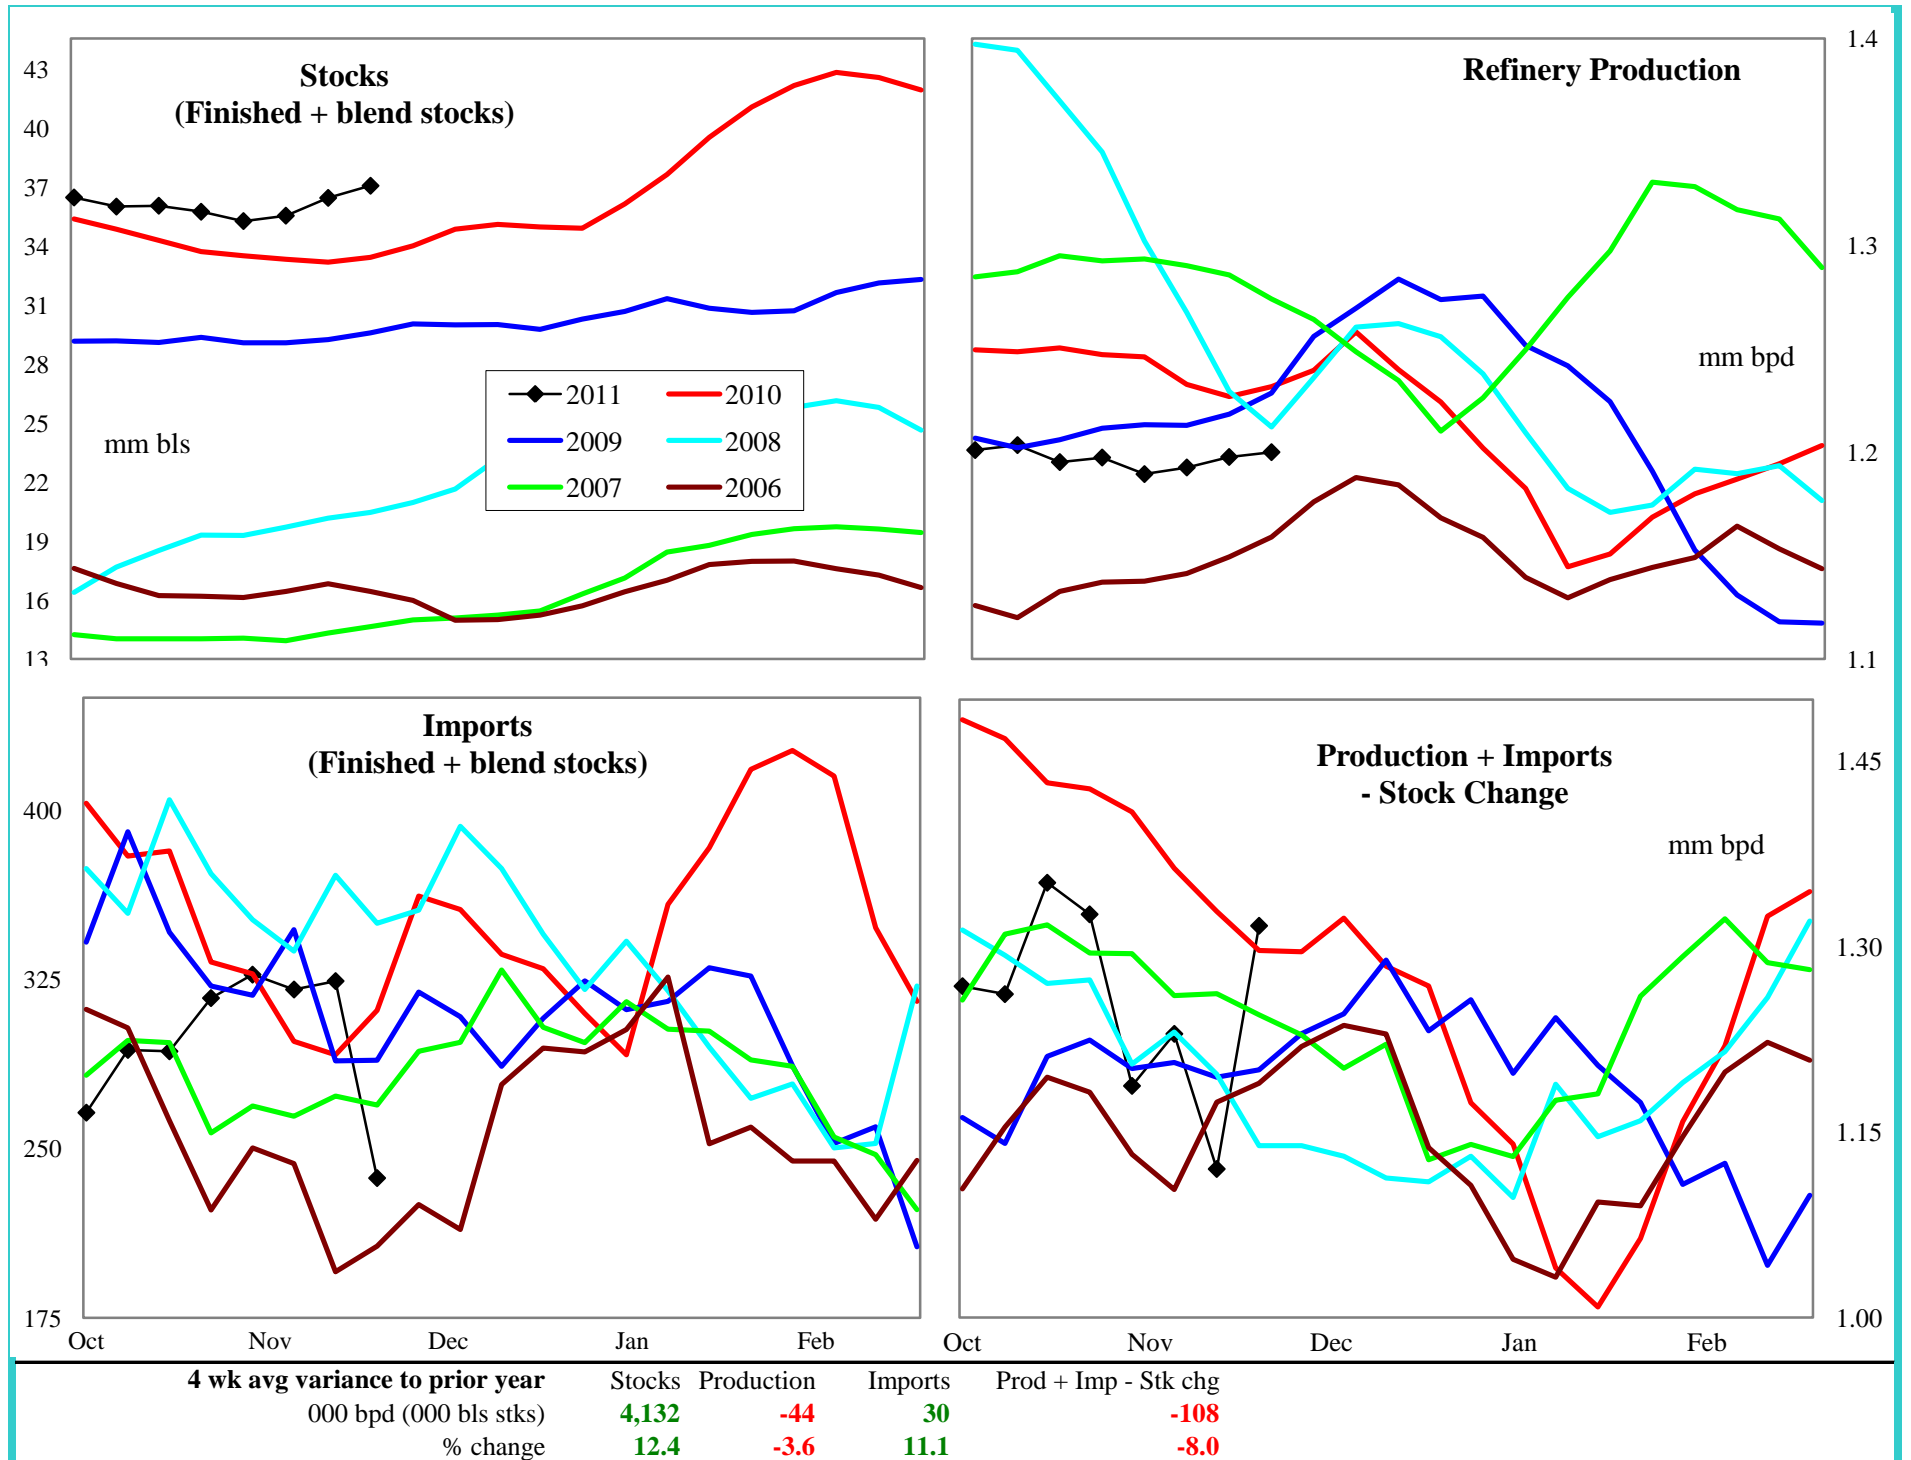 Stocks
(Finished + blend stocks)
43
40
37
34
31
28
25
22
19
16
13
mm bls
2011 2010
2009 2008
2007 2006
Refinery Production
mm bpd
1.4
1.3
1.2
1.1
Imports
(Finished + blend stocks)
400
325
250
175
Oct Nov Dec Jan Feb
Production + Imports
- Stock Change
mm bpd
1.45
1.30
1.15
1.00
Oct Nov Dec Jan Feb
4 wk avg variance to prior year Stocks Production Imports Prod + Imp - Stk chg
000 bpd (000 bls stks) 4,132 -44 30 -108
% change 12.4 -3.6 11.1 -8.0